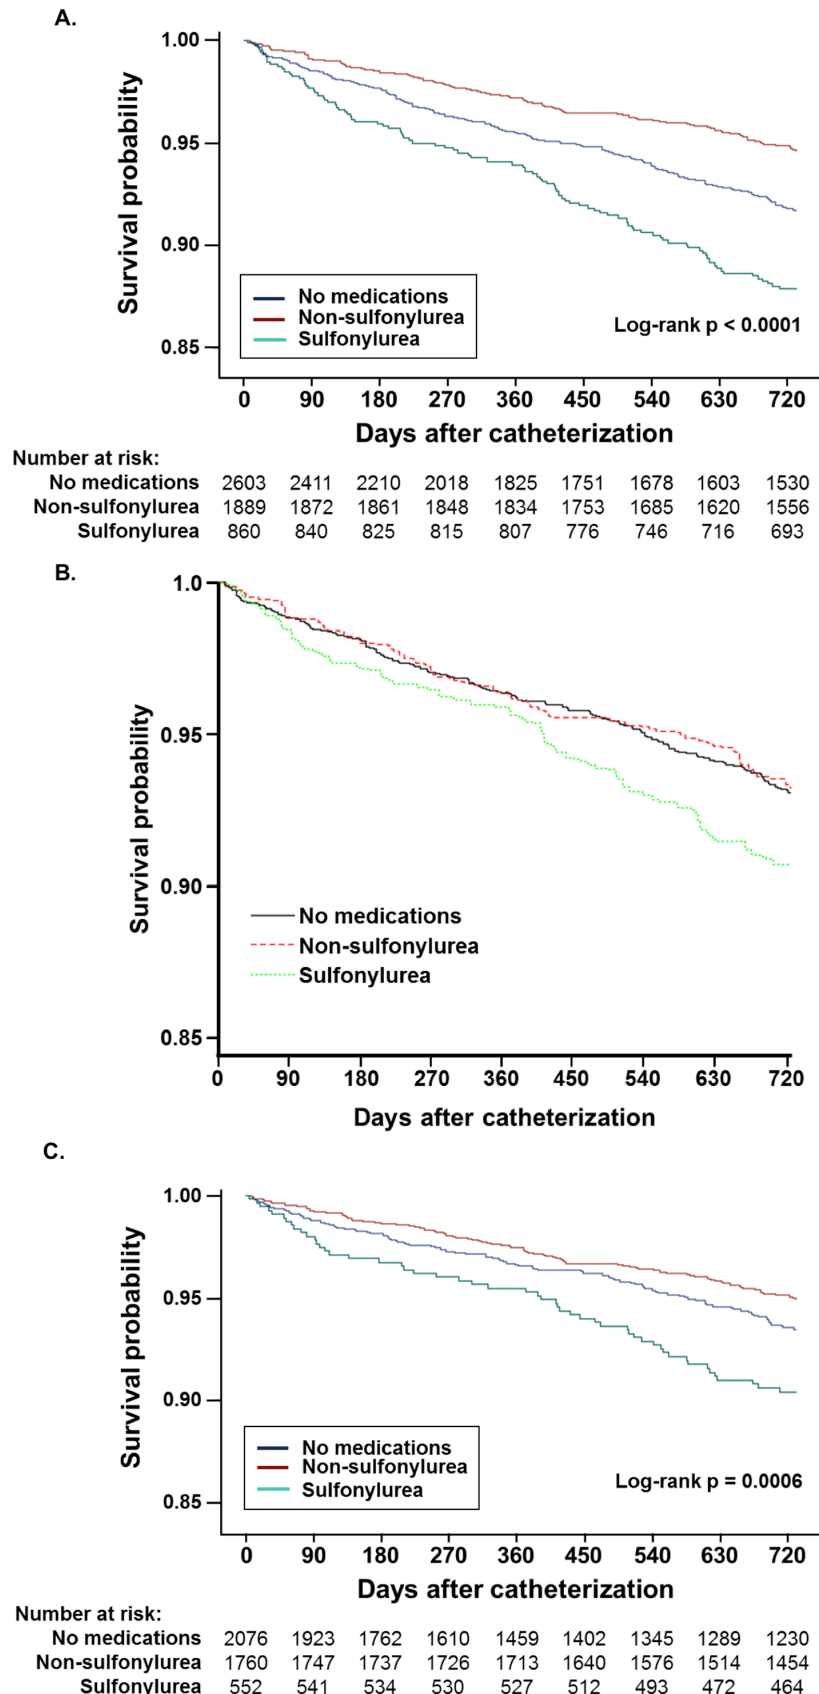 A.
1.00
0.95
0.90
0.85
Survival probability
No medications
Non-sulfonylurea
Sulfonylurea
Log-rank p < 0.0001
0 90 180 270 360 450 540 630 720
Days after catheterization
Number at risk:
No medications 2603 2411 2210 2018 1825 1751 1678 1603 1530
Non-sulfonylurea 1889 1872 1861 1848 1834 1753 1685 1620 1556
Sulfonylurea 860 840 825 815 807 776 746 716 693
B.
1.0
0.95
0.90
0.85
Survival probability
No medications
Non-sulfonylurea
Sulfonylurea
0 90 180 270 360 450 540 630 720
Days after catheterization
C.
1.00
0.95
0.90
0.85
Survival probability
No medications
Non-sulfonylurea
Sulfonylurea
Log-rank p = 0.0006
0 90 180 270 360 450 540 630 720
Days after catheterization
Number at risk:
No medications 2076 1923 1762 1610 1459 1402 1345 1289 1230
Non-sulfonylurea 1760 1747 1737 1726 1713 1640 1576 1514 1454
Sulfonylurea 552 541 534 530 527 512 493 472 464